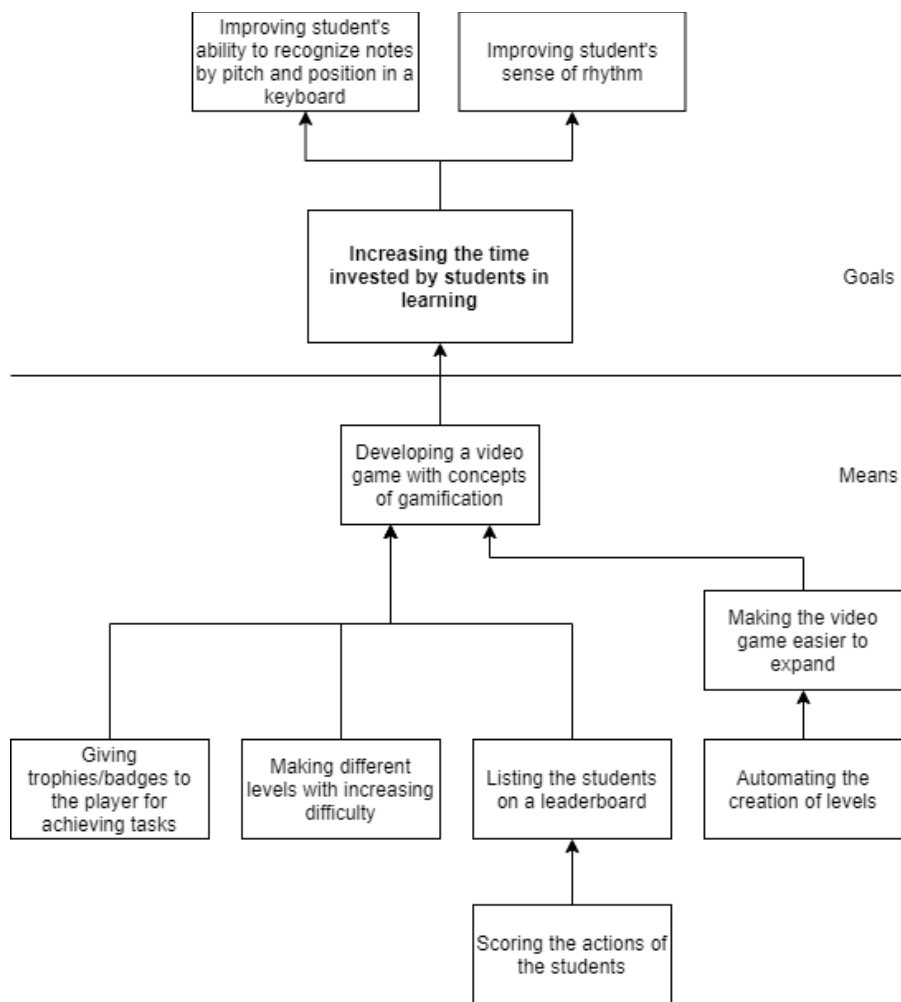 Improving student's
ability to recognize notes
by pitch and position in a
keyboard
Improving student's
sense of rhythm
Increasing the time
invested by students in
learning
Goals
Developing a video
game with concepts
of gamification
Means
Making the video
game easier to
expand
Giving
trophies/badges to
the player for
achieving tasks
Making different
levels with increasing
difficulty
Listing the students
on a leaderboard
Automating the
creation of levels
Scoring the actions of
the students